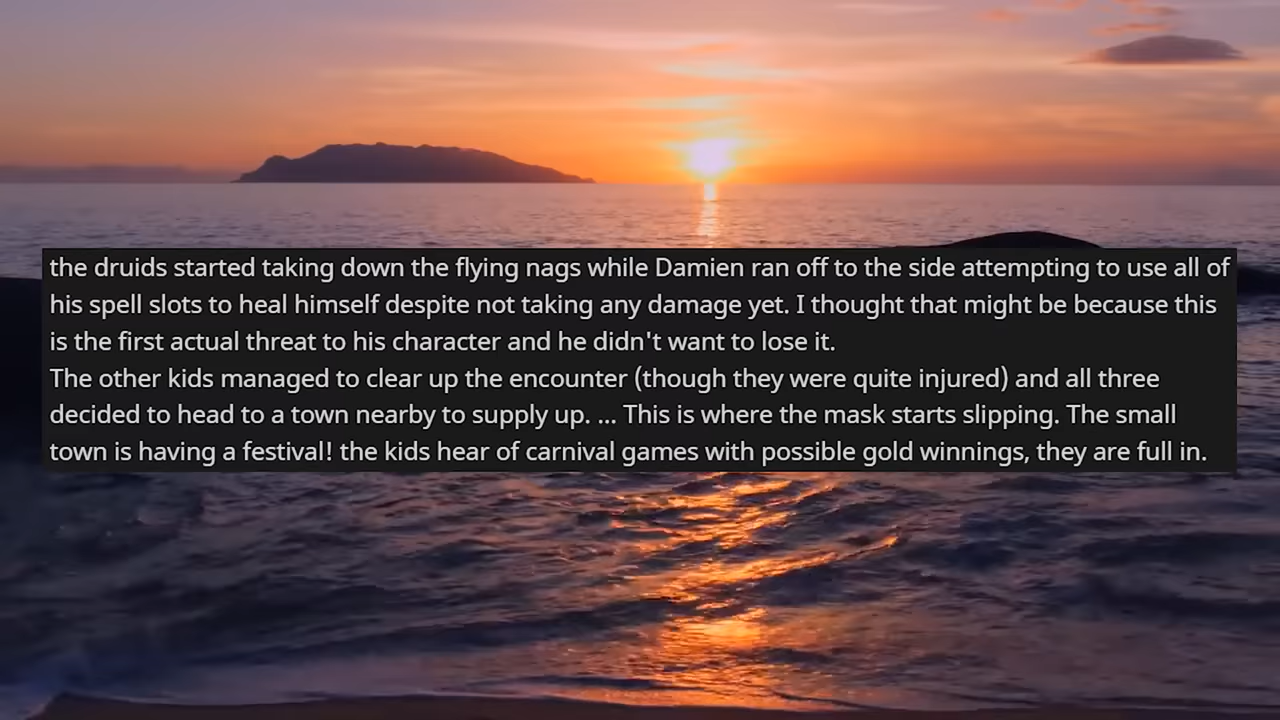 the druids started taking down the flying nags while Damien ran off to the side attempting to use all of
his spell slots to heal himself despite not taking any damage yet. I thought that might be because this
is the first actual threat to his character and he didn't want to lose it.
The other kids managed to clear up the encounter (though they were quite injured) and all three
decided to head to a town nearby to supply up. ... This is where the mask starts slipping. The small
town is having a festival! the kids hear of carnival games with possible gold winnings, they are full in.